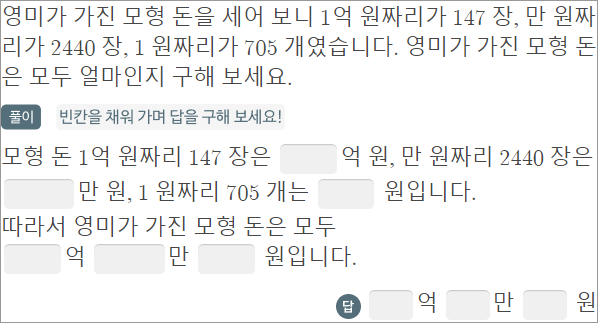 영미가 가진 모형 돈을 세어 보니 1억 원짜리가 147 장, 만 원짜
리가 2440 장, 1 원짜리가 705 개였습니다. 영미가 가진 모형 돈
은 모두 얼마인지 구해 보세요.
풀이 빈칸을 채워 가며 답을 구해 보세요!
모형 돈 1억 원짜리 147 장은 억 원, 만 원짜리 2440 장은
만 원, 1 원짜리 705 개는 원입니다.
따라서 영미가 가진 모형 돈은 모두
억 만 원입니다.
답 억 만 원